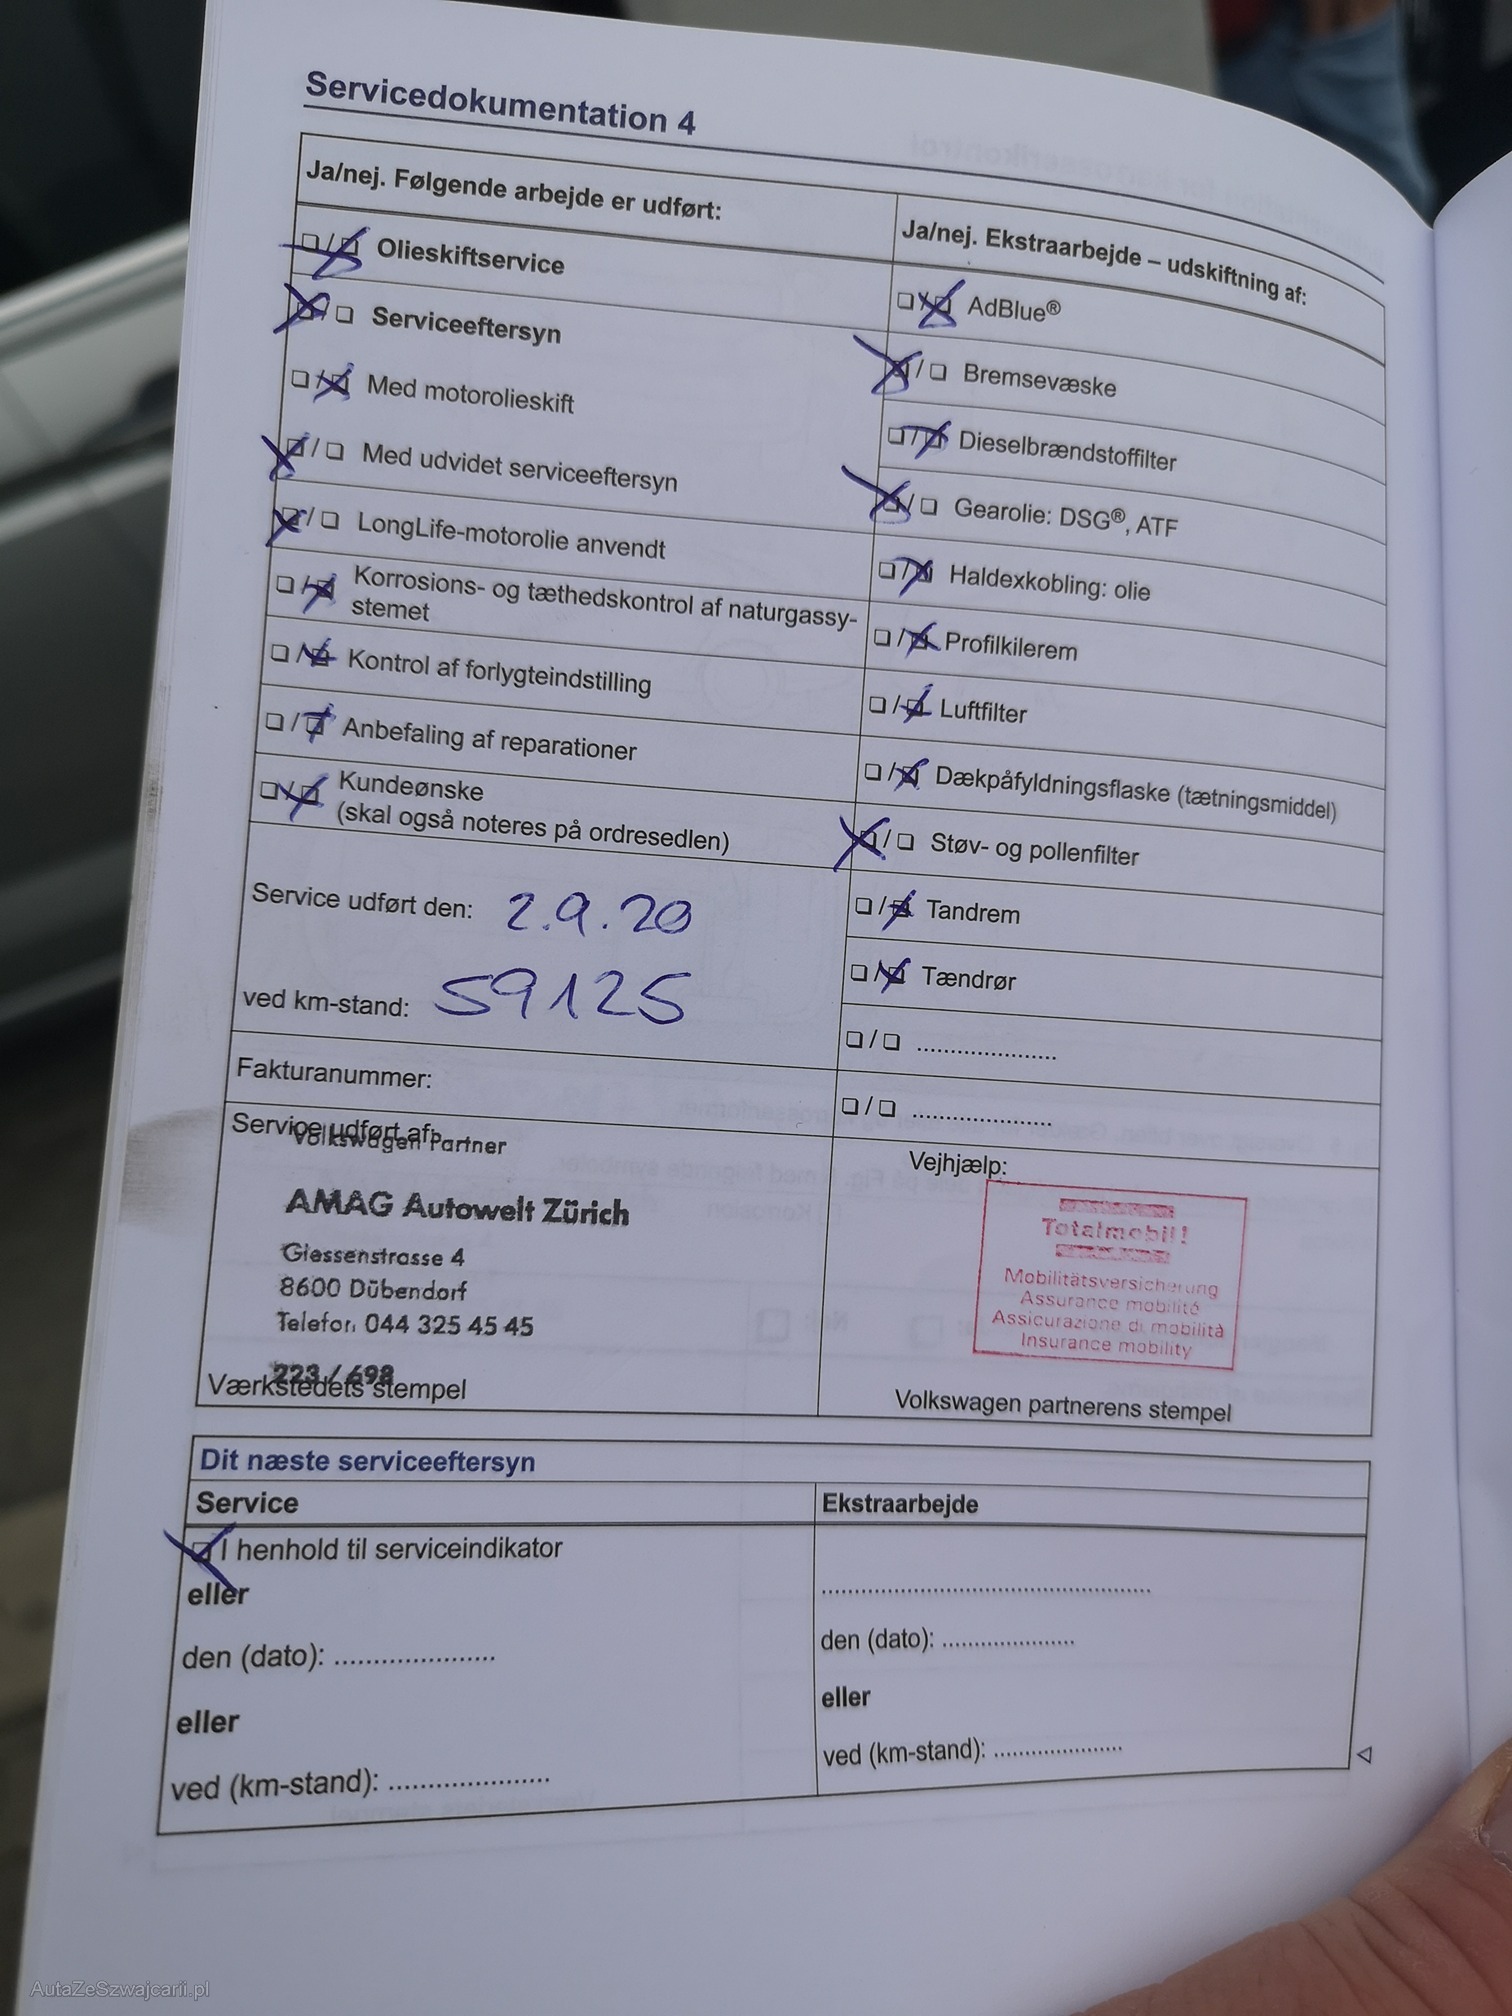 Servicedokumentation 4
Ja/nej. Følgende arbejde er udført:
❏/❏ Olieskiftservice
❏/❏ Serviceeftersyn
❏/❏ Med motorolieskift
❏/❏ Med udvidet serviceeftersyn
❏/❏ LongLife-motorolie anvendt
❏/❏ Korrosions- og tæthedskontrol af naturgassy-
stemet
❏/❏ Kontrol af forlygteindstilling
❏/❏ Anbefaling af reparationer
❏/❏ Kundeønske
(skal også noteres på ordresedlen)
Service udført den: 2.9.20
ved km-stand: 59125
Fakturanummer:
Ja/nej. Ekstraarbejde – udskiftning af:
❏/❏ AdBlue®
❏/❏ Bremsevæske
❏/❏ Dieselbrændstoffilter
❏/❏ Gearolie: DSG®, ATF
❏/❏ Haldexkobling: olie
❏/❏ Profilkilerem
❏/❏ Luftfilter
❏/❏ Dækpåfyldningsflaske (tætningsmiddel)
❏/❏ Støv- og pollenfilter
❏/❏ Tandrem
❏/❏ Tændrør
❏/❏ .....................
❏/❏ .....................
Service udført af:
Volkswagen Partner
AMAG Autowelt Zürich
Giessenstrasse 4
8600 Dübendorf
Telefon 044 325 45 45
223 / 698
Værkstedets stempel
Vejhjælp:
Totalmobil!
Mobilitätsversicherung
Assurance mobilité
Assicurazione di mobilità
Insurance mobility
Volkswagen partnerens stempel
Dit næste serviceeftersyn
Service
❏ I henhold til serviceindikator
eller
den (dato): .....................
eller
ved (km-stand): .....................
Ekstraarbejde
.....................................................
den (dato): .....................
eller
ved (km-stand): .....................
AutaZeSzwajcarii.pl